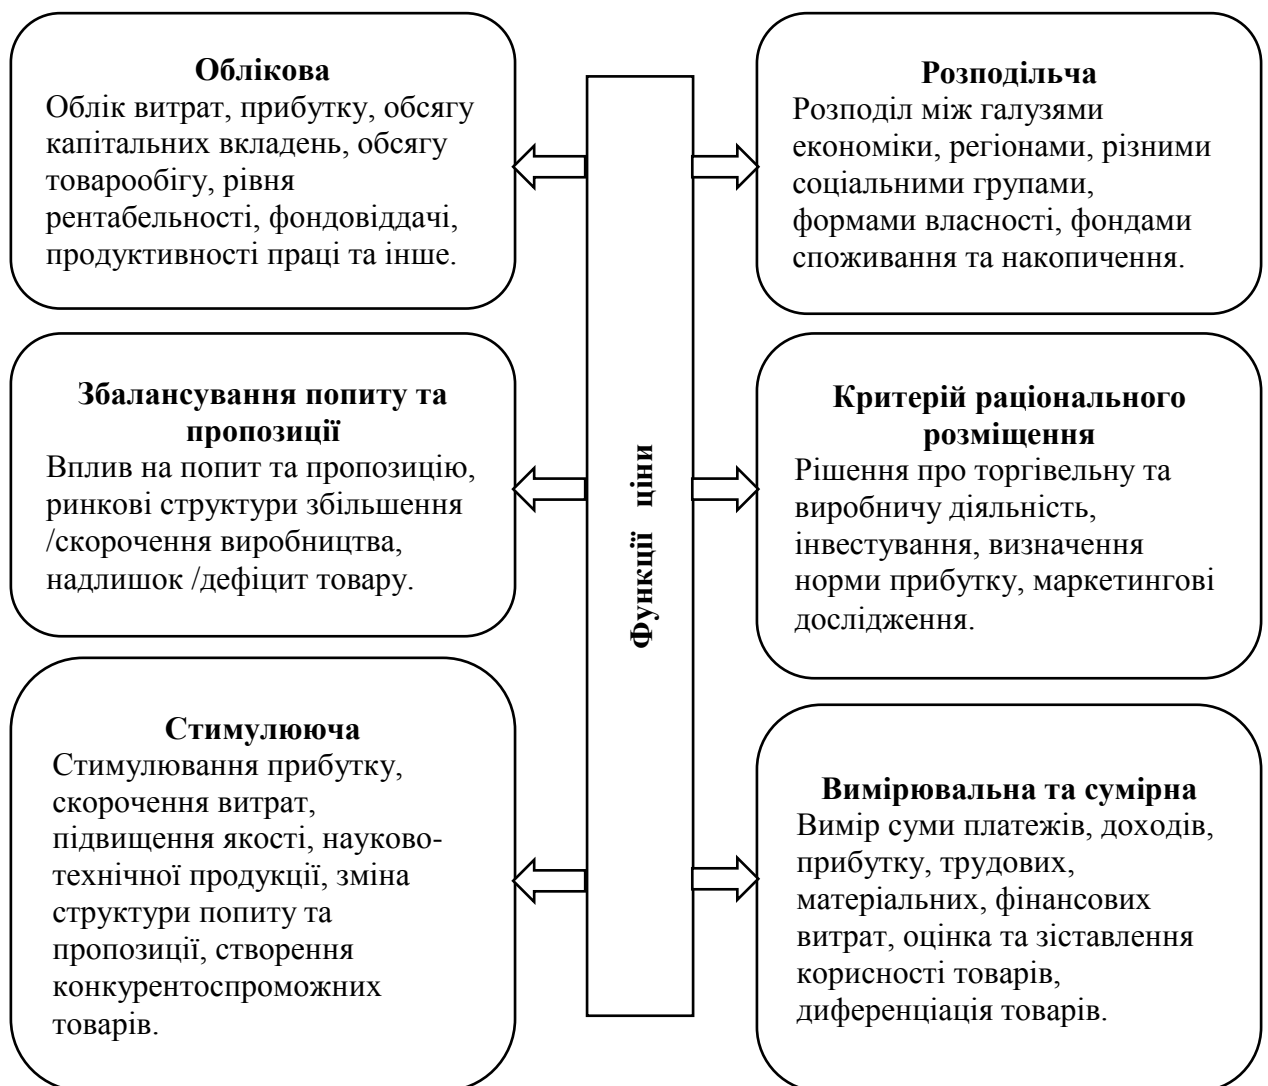 Облікова
Облік витрат, прибутку, обсягу
капітальних вкладень, обсягу
товарообігу, рівня
рентабельності, фондовіддачі,
продуктивності праці та інше.
Збалансування попиту та
пропозиції
Вплив на попит та пропозицію,
ринкові структури збільшення
/скорочення виробництва,
надлишок /дефіцит товару.
Стимулююча
Стимулювання прибутку,
скорочення витрат,
підвищення якості, науково-
технічної продукції, зміна
структури попиту та
пропозиції, створення
конкурентоспроможних
товарів.
Функції ціни
Розподільча
Розподіл між галузями
економіки, регіонами, різними
соціальними групами,
формами власності, фондами
споживання та накопичення.
Критерій раціонального
розміщення
Рішення про торгівельну та
виробничу діяльність,
інвестування, визначення
норми прибутку, маркетингові
дослідження.
Вимірювальна та сумірна
Вимір суми платежів, доходів,
прибутку, трудових,
матеріальних, фінансових
витрат, оцінка та зіставлення
корисності товарів,
диференціація товарів.